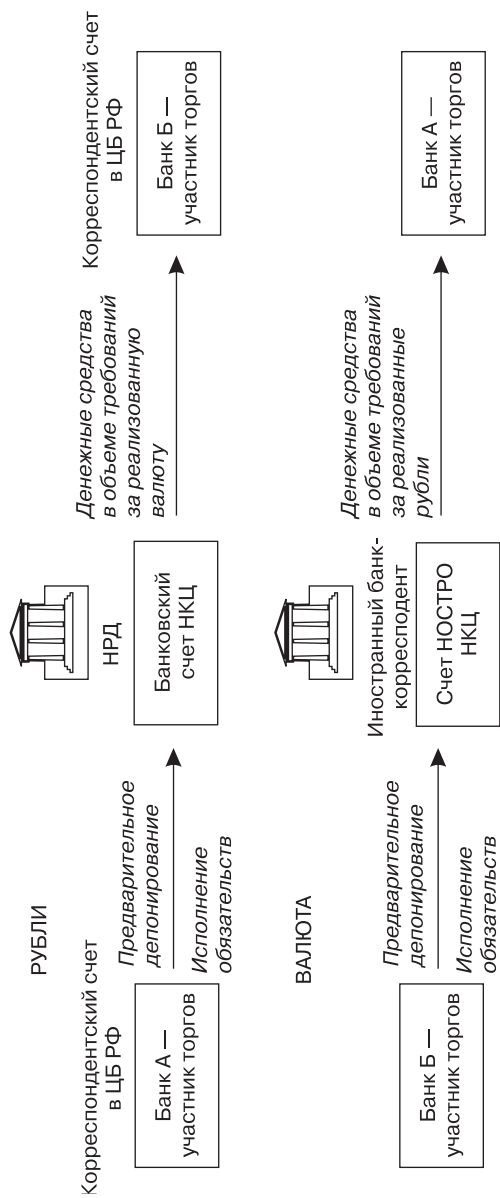 РУБЛИ
Корреспондентский счет
в ЦБ РФ
Банк А —
участник торгов
Предварительное
депонирование
Исполнение
обязательств
НРД
Банковский
счет НКЦ
Денежные средства
в объеме требований
за реализованную
валюту
Корреспондентский счет
в ЦБ РФ
Банк Б —
участник торгов
ВАЛЮТА
Банк Б —
участник торгов
Предварительное
депонирование
Исполнение
обязательств
Иностранный банк-
корресподент
Счет НОСТРО
НКЦ
Денежные средства
в объеме требований
за реализованные
рубли
Банк А —
участник торгов